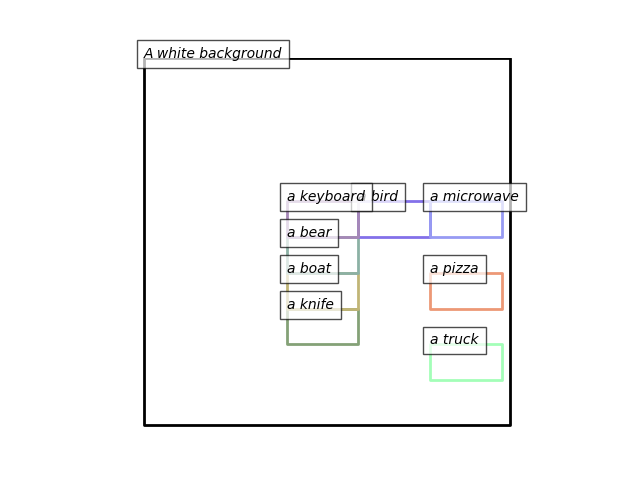 A white background
a keyboard bird a microwave
a bear
a boat a pizza
a knife
a truck